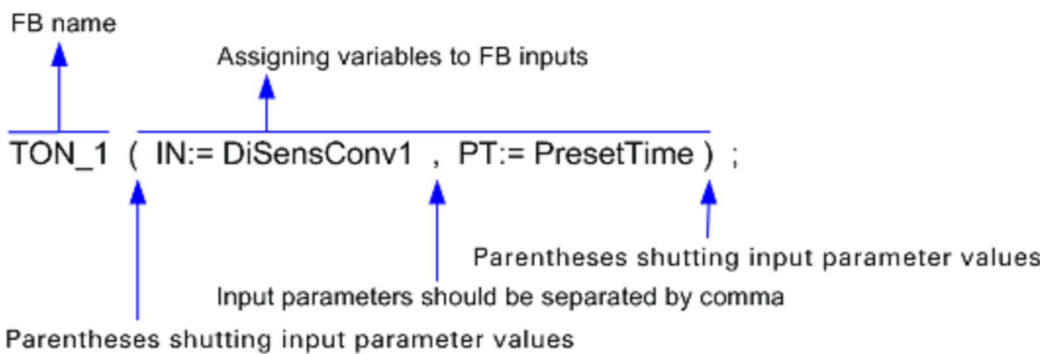 FB name
Assigning variables to FB inputs
TON_1 ( IN:= DiSensConv1 , PT:= PresetTime ) ;
Parentheses shutting input parameter values
Input parameters should be separated by comma
Parentheses shutting input parameter values